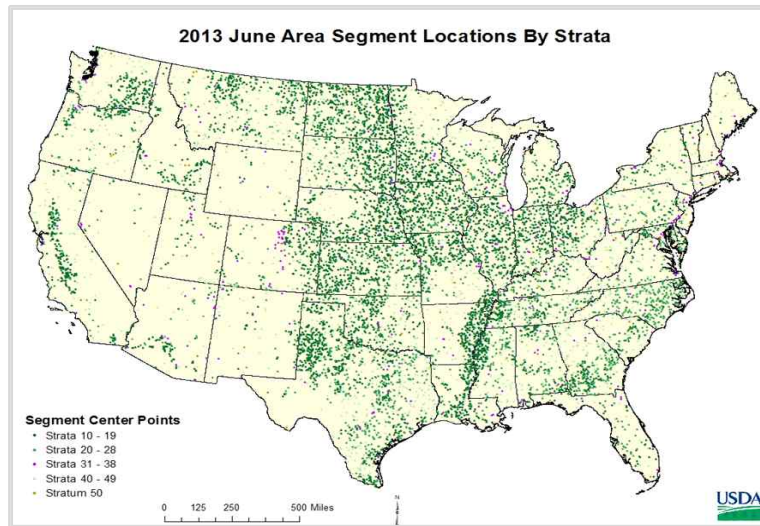 2013 June Area Segment Locations By Strata
Segment Center Points
Strata 10 - 19
Strata 20 - 28
Strata 31 - 38
Strata 40 - 49
Stratum 50
0 125 250 500 Miles
N
USDA